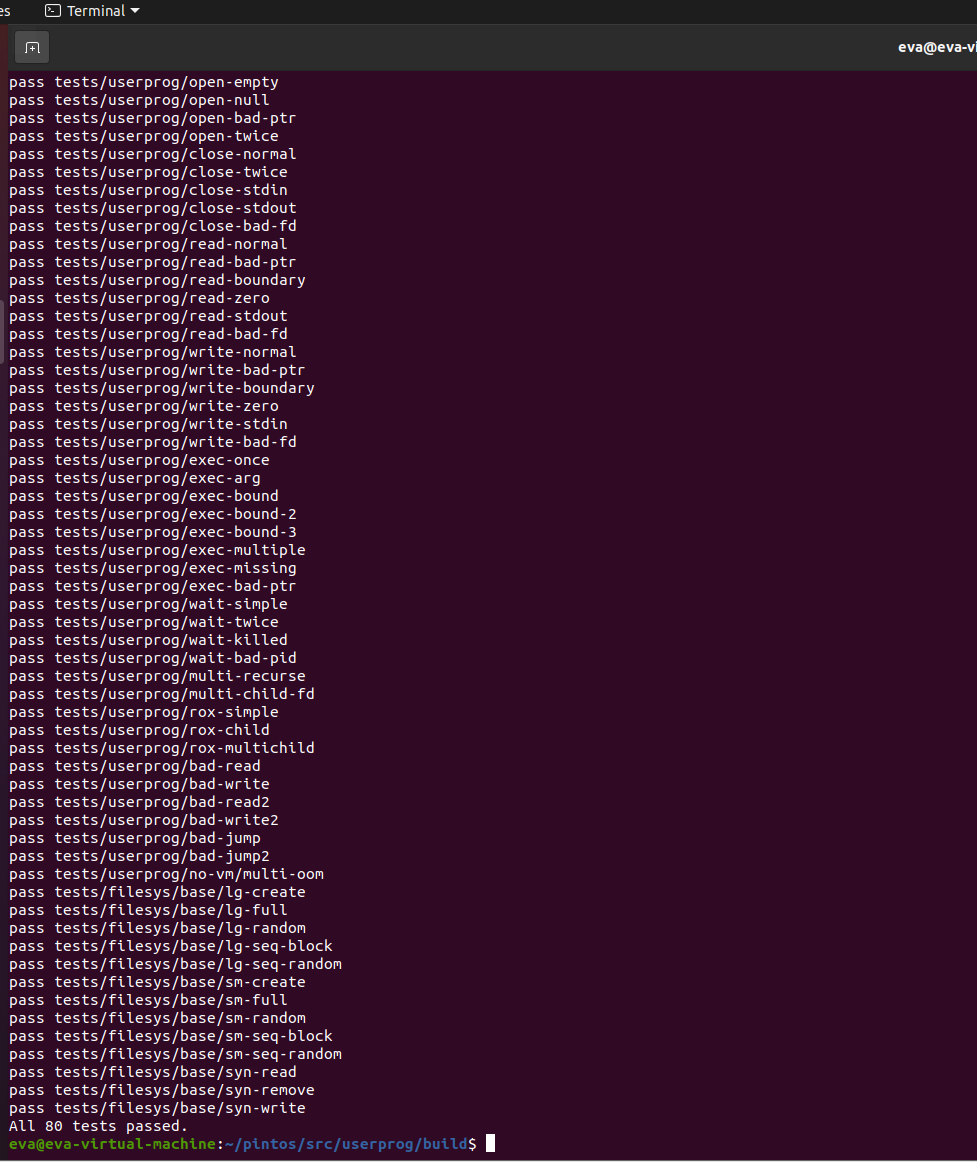 es
Terminal
eva@eva-vi
pass tests/userprog/open-empty
pass tests/userprog/open-null
pass tests/userprog/open-bad-ptr
pass tests/userprog/open-twice
pass tests/userprog/close-normal
pass tests/userprog/close-twice
pass tests/userprog/close-stdin
pass tests/userprog/close-stdout
pass tests/userprog/close-bad-fd
pass tests/userprog/read-normal
pass tests/userprog/read-bad-ptr
pass tests/userprog/read-boundary
pass tests/userprog/read-zero
pass tests/userprog/read-stdout
pass tests/userprog/read-bad-fd
pass tests/userprog/write-normal
pass tests/userprog/write-bad-ptr
pass tests/userprog/write-boundary
pass tests/userprog/write-zero
pass tests/userprog/write-stdin
pass tests/userprog/write-bad-fd
pass tests/userprog/exec-once
pass tests/userprog/exec-arg
pass tests/userprog/exec-bound
pass tests/userprog/exec-bound-2
pass tests/userprog/exec-bound-3
pass tests/userprog/exec-multiple
pass tests/userprog/exec-missing
pass tests/userprog/exec-bad-ptr
pass tests/userprog/wait-simple
pass tests/userprog/wait-twice
pass tests/userprog/wait-killed
pass tests/userprog/wait-bad-pid
pass tests/userprog/multi-recurse
pass tests/userprog/multi-child-fd
pass tests/userprog/rox-simple
pass tests/userprog/rox-child
pass tests/userprog/rox-multichild
pass tests/userprog/bad-read
pass tests/userprog/bad-write
pass tests/userprog/bad-read2
pass tests/userprog/bad-write2
pass tests/userprog/bad-jump
pass tests/userprog/bad-jump2
pass tests/userprog/no-vm/multi-oom
pass tests/filesys/base/lg-create
pass tests/filesys/base/lg-full
pass tests/filesys/base/lg-random
pass tests/filesys/base/lg-seq-block
pass tests/filesys/base/lg-seq-random
pass tests/filesys/base/sm-create
pass tests/filesys/base/sm-full
pass tests/filesys/base/sm-random
pass tests/filesys/base/sm-seq-block
pass tests/filesys/base/sm-seq-random
pass tests/filesys/base/syn-read
pass tests/filesys/base/syn-remove
pass tests/filesys/base/syn-write
All 80 tests passed.
eva@eva-virtual-machine:~/pintos/src/userprog/build$